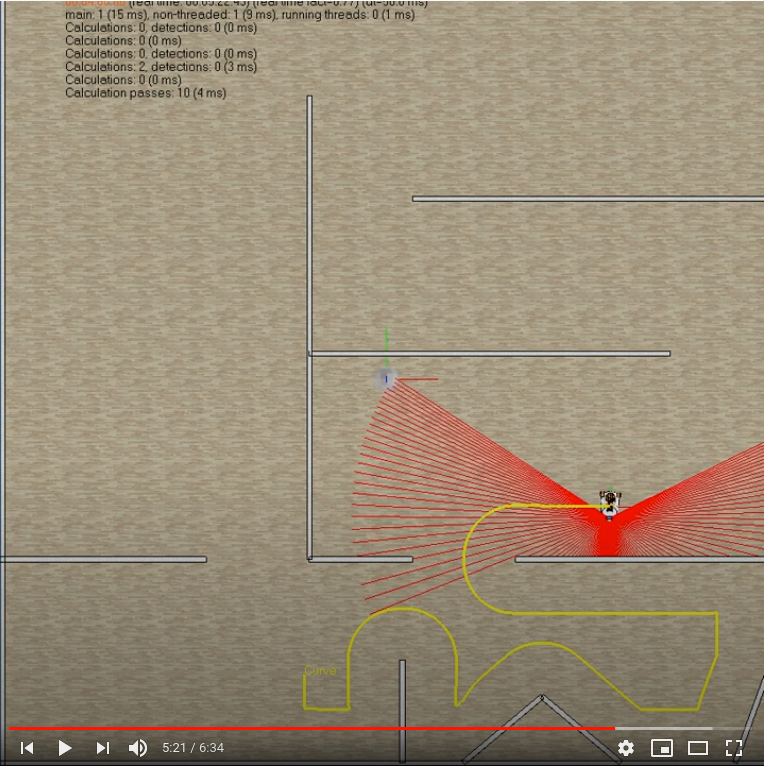 (real time: 00:05:22.45) (real time fact=0.77) (dt=50.0 ms)
main: 1 (15 ms), non-threaded: 1 (9 ms), running threads: 0 (1 ms)
Calculations: 0, detections: 0 (0 ms)
Calculations: 0 (0 ms)
Calculations: 0, detections: 0 (0 ms)
Calculations: 2, detections: 0 (3 ms)
Calculations: 0 (0 ms)
Calculation passes: 10 (4 ms)
Curve
5:21 / 6:34